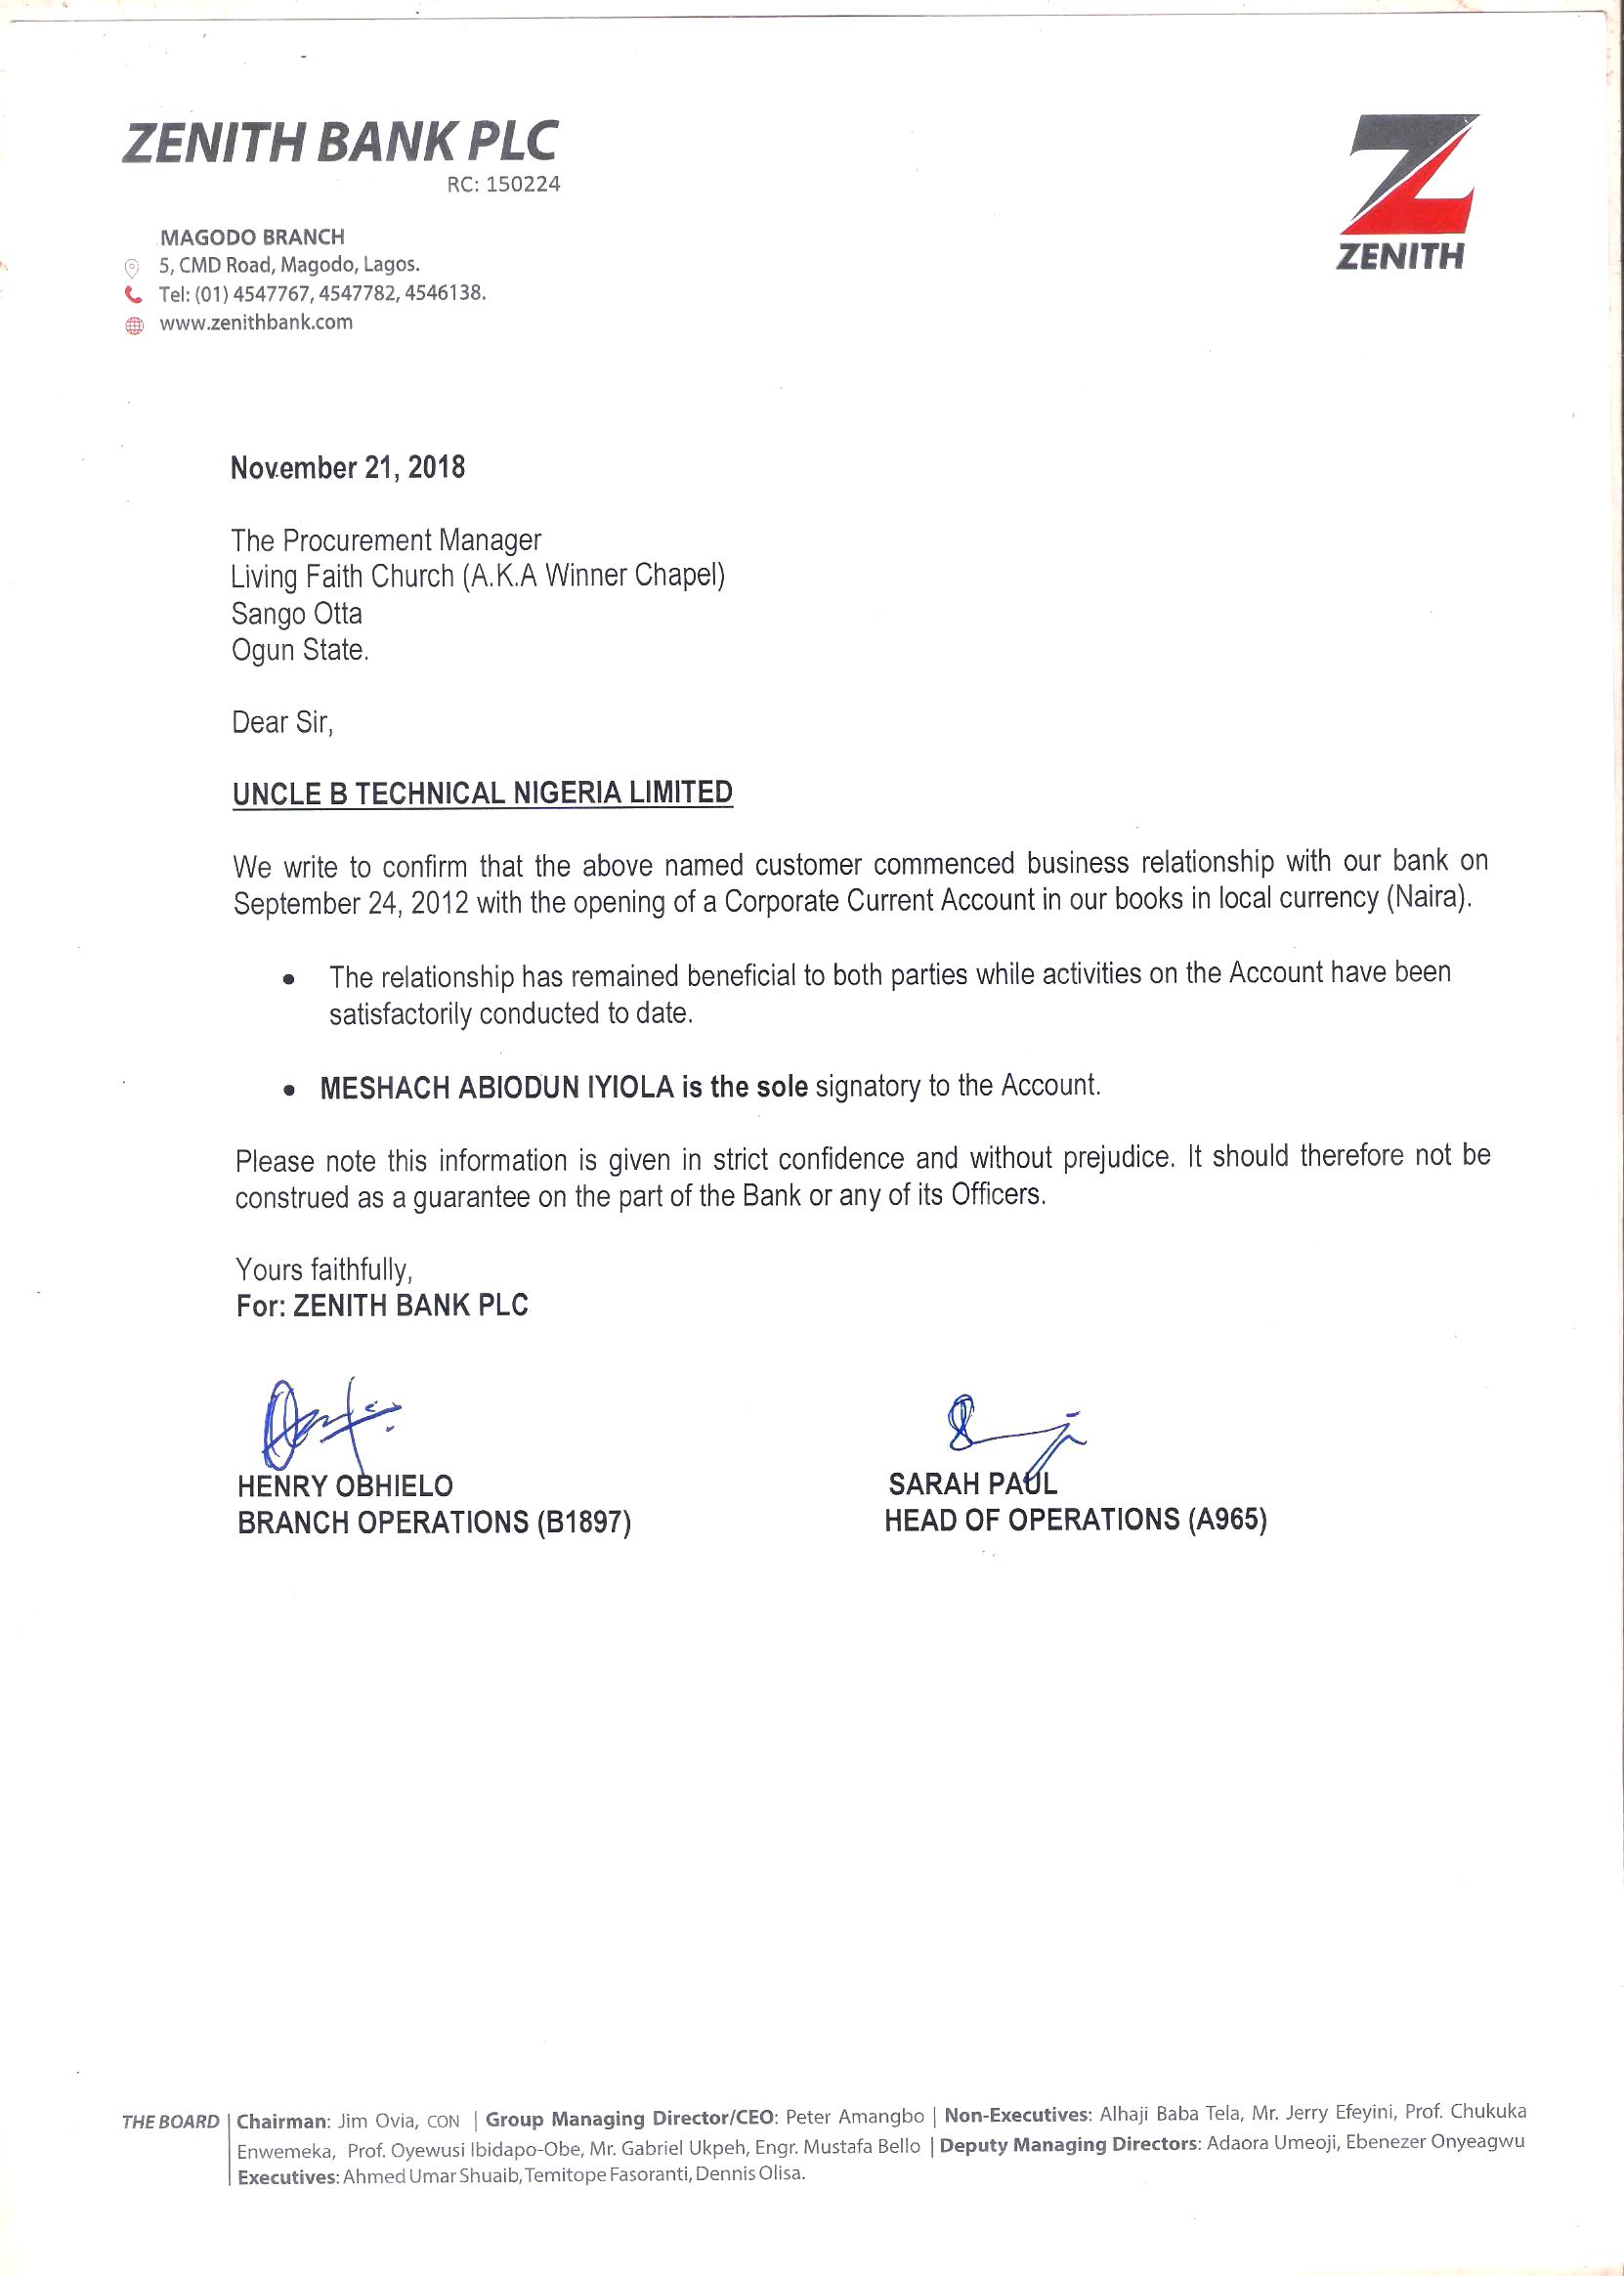 ZENITH BANK PLC
RC: 150224
ZENITH
MAGODO BRANCH
5, CMD Road, Magodo, Lagos.
Tel: (01) 4547767, 4547782, 4546138.
www.zenithbank.com
November 21, 2018
The Procurement Manager
Living Faith Church (A.K.A Winner Chapel)
Sango Otta
Ogun State.
Dear Sir,
UNCLE B TECHNICAL NIGERIA LIMITED
We write to confirm that the above named customer commenced business relationship with our bank on
September 24, 2012 with the opening of a Corporate Current Account in our books in local currency (Naira).
• The relationship has remained beneficial to both parties while activities on the Account have been
satisfactorily conducted to date.
• MESHACH ABIODUN IYIOLA is the sole signatory to the Account.
Please note this information is given in strict confidence and without prejudice. It should therefore not be
construed as a guarantee on the part of the Bank or any of its Officers.
Yours faithfully,
For: ZENITH BANK PLC
HENRY OBHIELO
BRANCH OPERATIONS (B1897)
SARAH PAUL
HEAD OF OPERATIONS (A965)
THE BOARD | Chairman: Jim Ovia, CON | Group Managing Director/CEO: Peter Amangbo | Non-Executives: Alhaji Baba Tela, Mr. Jerry Efeyini, Prof. Chukuka
Enwemeka, Prof. Oyewusi Ibidapo-Obe, Mr. Gabriel Ukpeh, Engr. Mustafa Bello | Deputy Managing Directors: Adaora Umeoji, Ebenezer Onyeagwu
Executives: Ahmed Umar Shuaib, Temitope Fasoranti, Dennis Olisa.